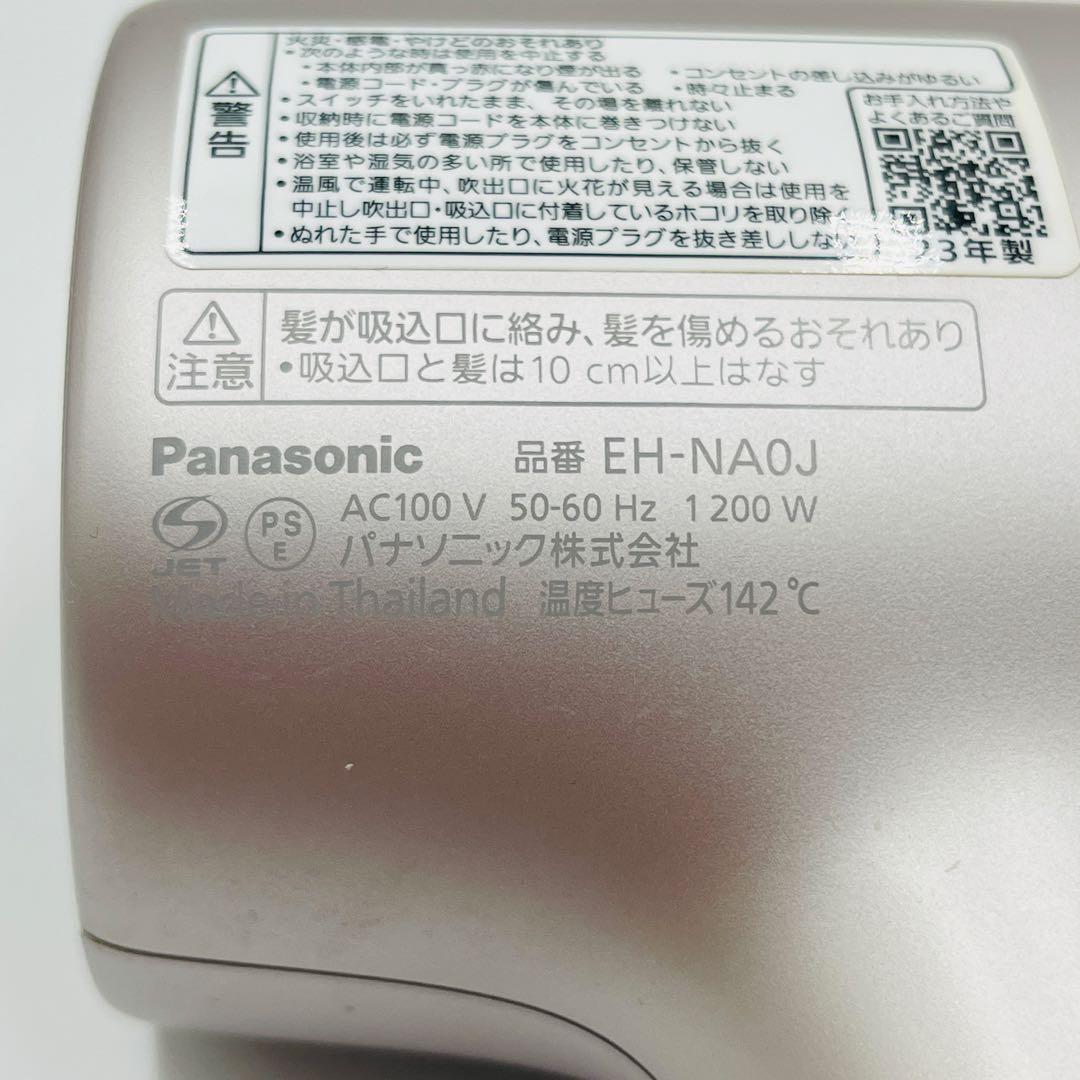 火災・感電・やけどのおそれあり
• 次のような時は使用を中止する
• 本体内部が真っ赤になり煙が出る • コンセントの差し込みがゆるい
• 電源コード・プラグが傷んでいる • 時々止まる
• スイッチをいれたまま、その場を離れない
• 収納時に電源コードを本体に巻きつけない
• 使用後は必ず電源プラグをコンセントから抜く
• 浴室や湿気の多い所で使用したり、保管しない
• 温風で運転中、吹出口に火花が見える場合は使用を
中止し吹出口・吸込口に付着しているホコリを取り除く
• ぬれた手で使用したり、電源プラグを抜き差ししない
警告
お手入れ方法や
よくあるご質問
23年製
注意
髪が吸込口に絡み、髪を傷めるおそれあり
• 吸込口と髪は10 cm以上はなす
Panasonic 品番 EH-NA0J
JET PSE AC100 V 50-60 Hz 1 200 W
パナソニック株式会社
Made in Thailand 温度ヒューズ142℃